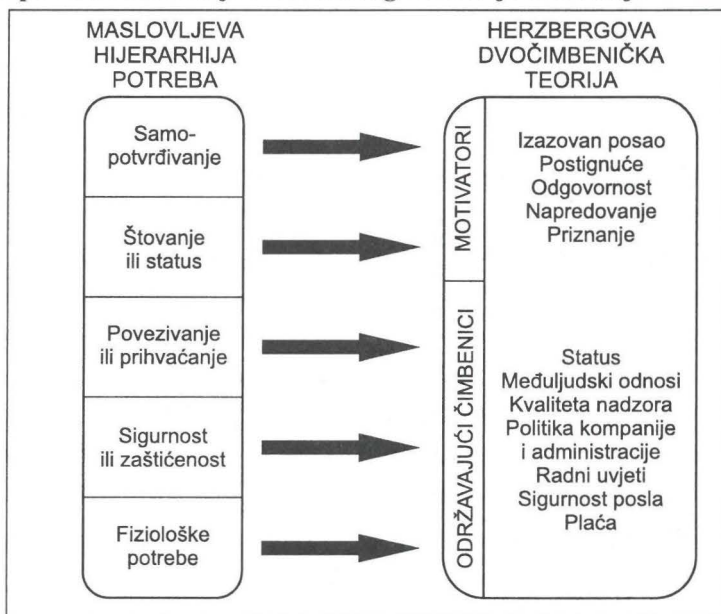 MASLOVLJEVA
HIJERARHIJA
POTREBA
Samo-
potvrđivanje
Štovanje
ili status
Povezivanje
ili prihvaćanje
Sigurnost
ili zaštićenost
Fiziološke
potrebe
HERZBERGOVA
DVOČIMBENIČKA
TEORIJA
MOTIVATORI
Izazovan posao
Postignuće
Odgovornost
Napredovanje
Priznanje
ODRŽAVAJUĆI ČIMBENICI
Status
Međuljudski odnosi
Kvaliteta nadzora
Politika kompanije
i administracije
Radni uvjeti
Sigurnost posla
Plaća